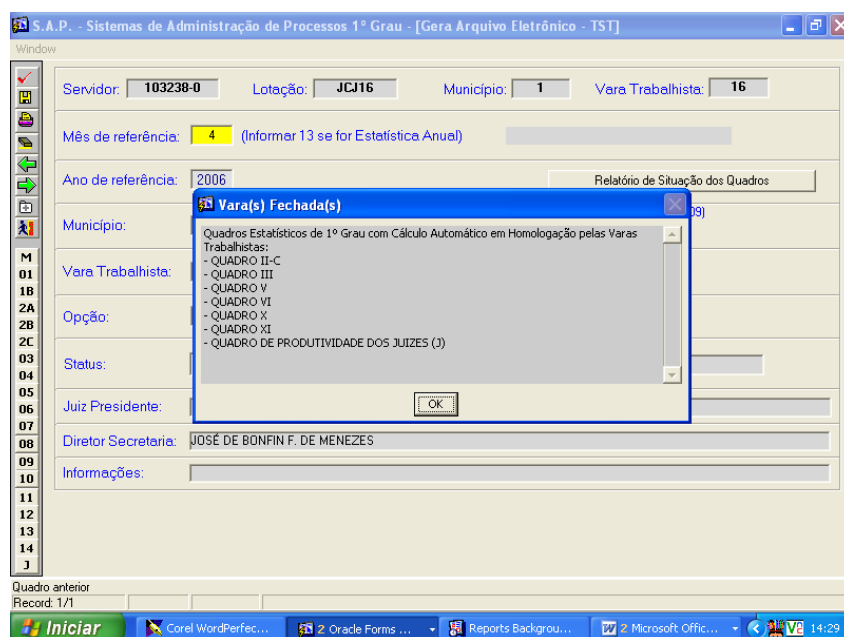 S.A.P. - Sistemas de Administração de Processos 1º Grau - [Gera Arquivo Eletrônico - TST]
Window
Servidor: 103238-0 Lotação: JCJ16 Município: 1 Vara Trabalhista: 16
Mês de referência: 4 (Informar 13 se for Estatística Anual)
Ano de referência: 2006 Relatório de Situação dos Quadros
09)
Vara(s) Fechada(s)
Quadros Estatísticos de 1º Grau com Cálculo Automático em Homologação pelas Varas
Trabalhistas:
- QUADRO II-C
- QUADRO III
- QUADRO V
- QUADRO VI
- QUADRO X
- QUADRO XI
- QUADRO DE PRODUTIVIDADE DOS JUIZES (J)
OK
Município:
Vara Trabalhista:
Opção:
Status:
Juiz Presidente:
Diretor Secretaria: JOSÉ DE BONFIN F. DE MENEZES
Informações:
M
01
1B
2A
2B
2C
03
04
05
06
07
08
09
10
11
12
13
14
J
Quadro anterior
Record: 1/1
Iniciar Corel WordPerfec... 2 Oracle Forms ... Reports Backgrou... 2 Microsoft Offic... 14:29